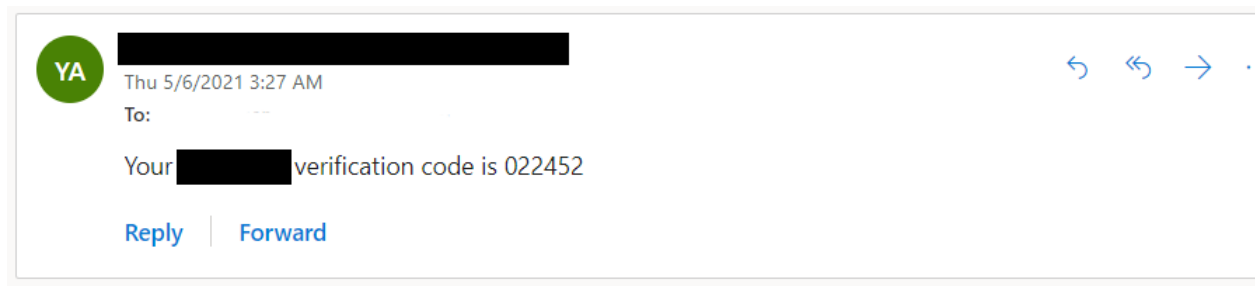 YA
Thu 5/6/2021 3:27 AM
To:
Your verification code is 022452
Reply Forward